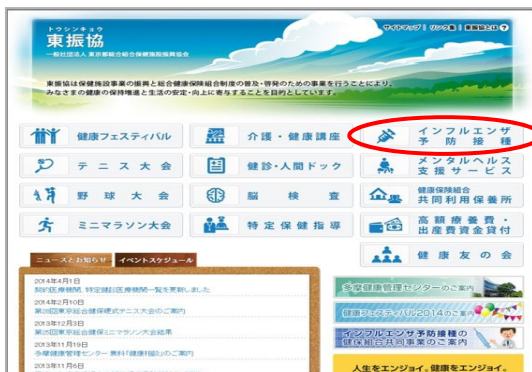 トウシンキョウ
東振協
一般社団法人 東京都総合組合保健施設振興協会
サイトマップ | リンク集 | 東振協とは ?
東振協は保健施設事業の振興と総合健康保険組合制度の普及・啓発のための事業を行うことにより、
みなさまの健康の保持増進と生活の安定・向上に寄与することを目的としています。
健康フェスティバル
介護・健康講座
インフルエンザ
予防接種
テニス大会
健診・人間ドック
メンタルヘルス
支援サービス
野球大会
脳検査
健康保険組合
共同利用保養所
ミニマラソン大会
特定保健指導
高額療養費・
出産費資金貸付
健康友の会
ニュースとお知らせ
イベントスケジュール
2014年4月1日
契約医療機関、特定健診医療機関一覧を更新しました
2014年2月10日
第28回東京総合健保硬式テニス大会のご案内
2013年12月3日
第25回東京総合健保ミニマラソン大会結果
2013年11月19日
多摩健康管理センター 無料「健康相談」のご案内
2013年11月6日
多摩健康管理センターのご案内
健康フェスティバル2014のご案内
インフルエンザ予防接種の
健保組合共同事業のご案内
人生をエンジョイ。健康をエンジョイ。